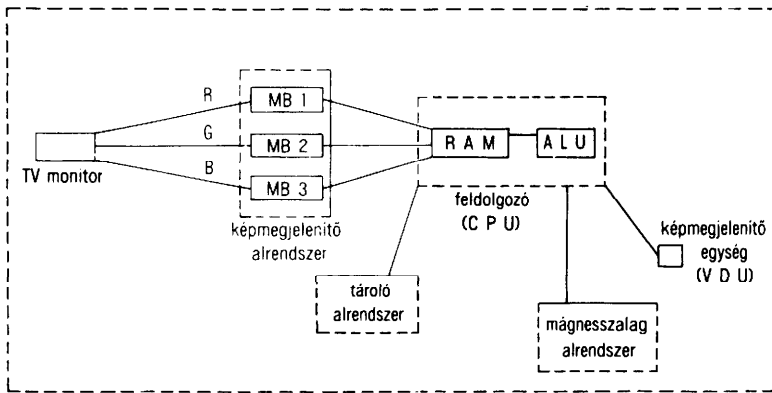 R
G
B
TV monitor
MB 1
MB 2
MB 3
képmegjelenítő
alrendszer
R A M
A L U
feldolgozó
(C P U)
képmegjelenítő
egység
(V D U)
tároló
alrendszer
mágnesszalag
alrendszer